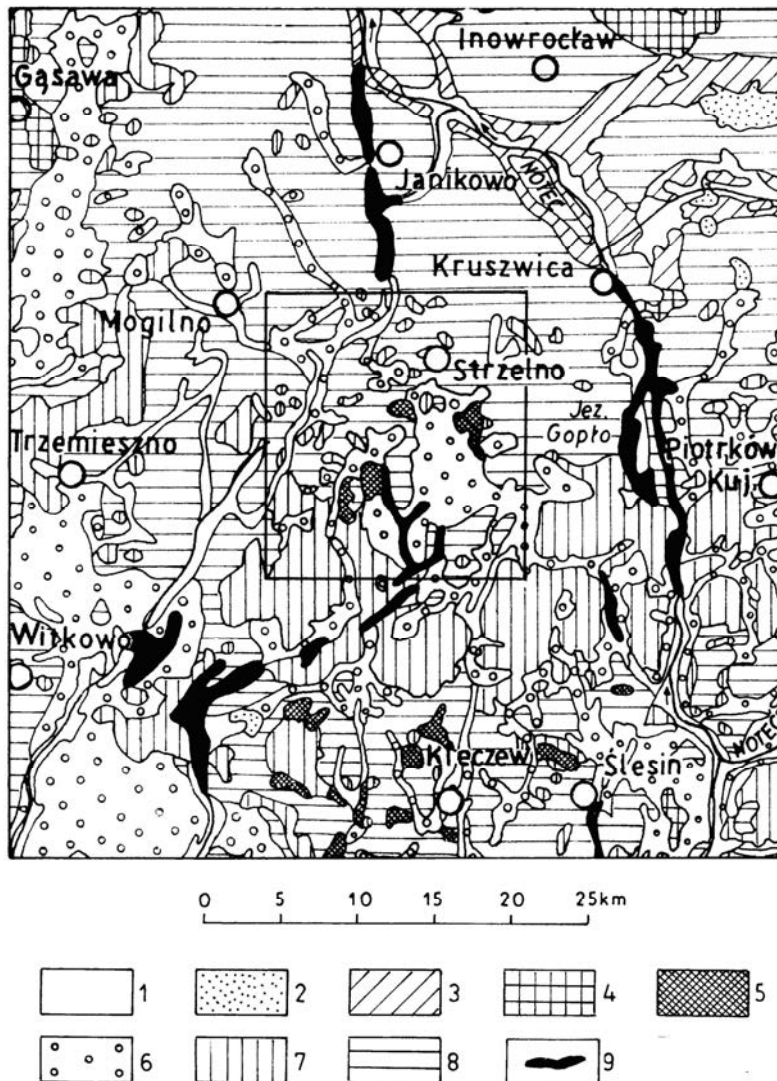 Inowrocław
Gąsawa
Janikowo
NOTEĆ
Kruszwica
Mogilno
Strzelno
Jez.
Gopło
Trzemieszno
Piotrków
Kuj.
Witkowo
NOTEĆ
Kleczew
Ślesin
0 5 10 15 20 25km
1 2 3 4 5
6 7 8 9